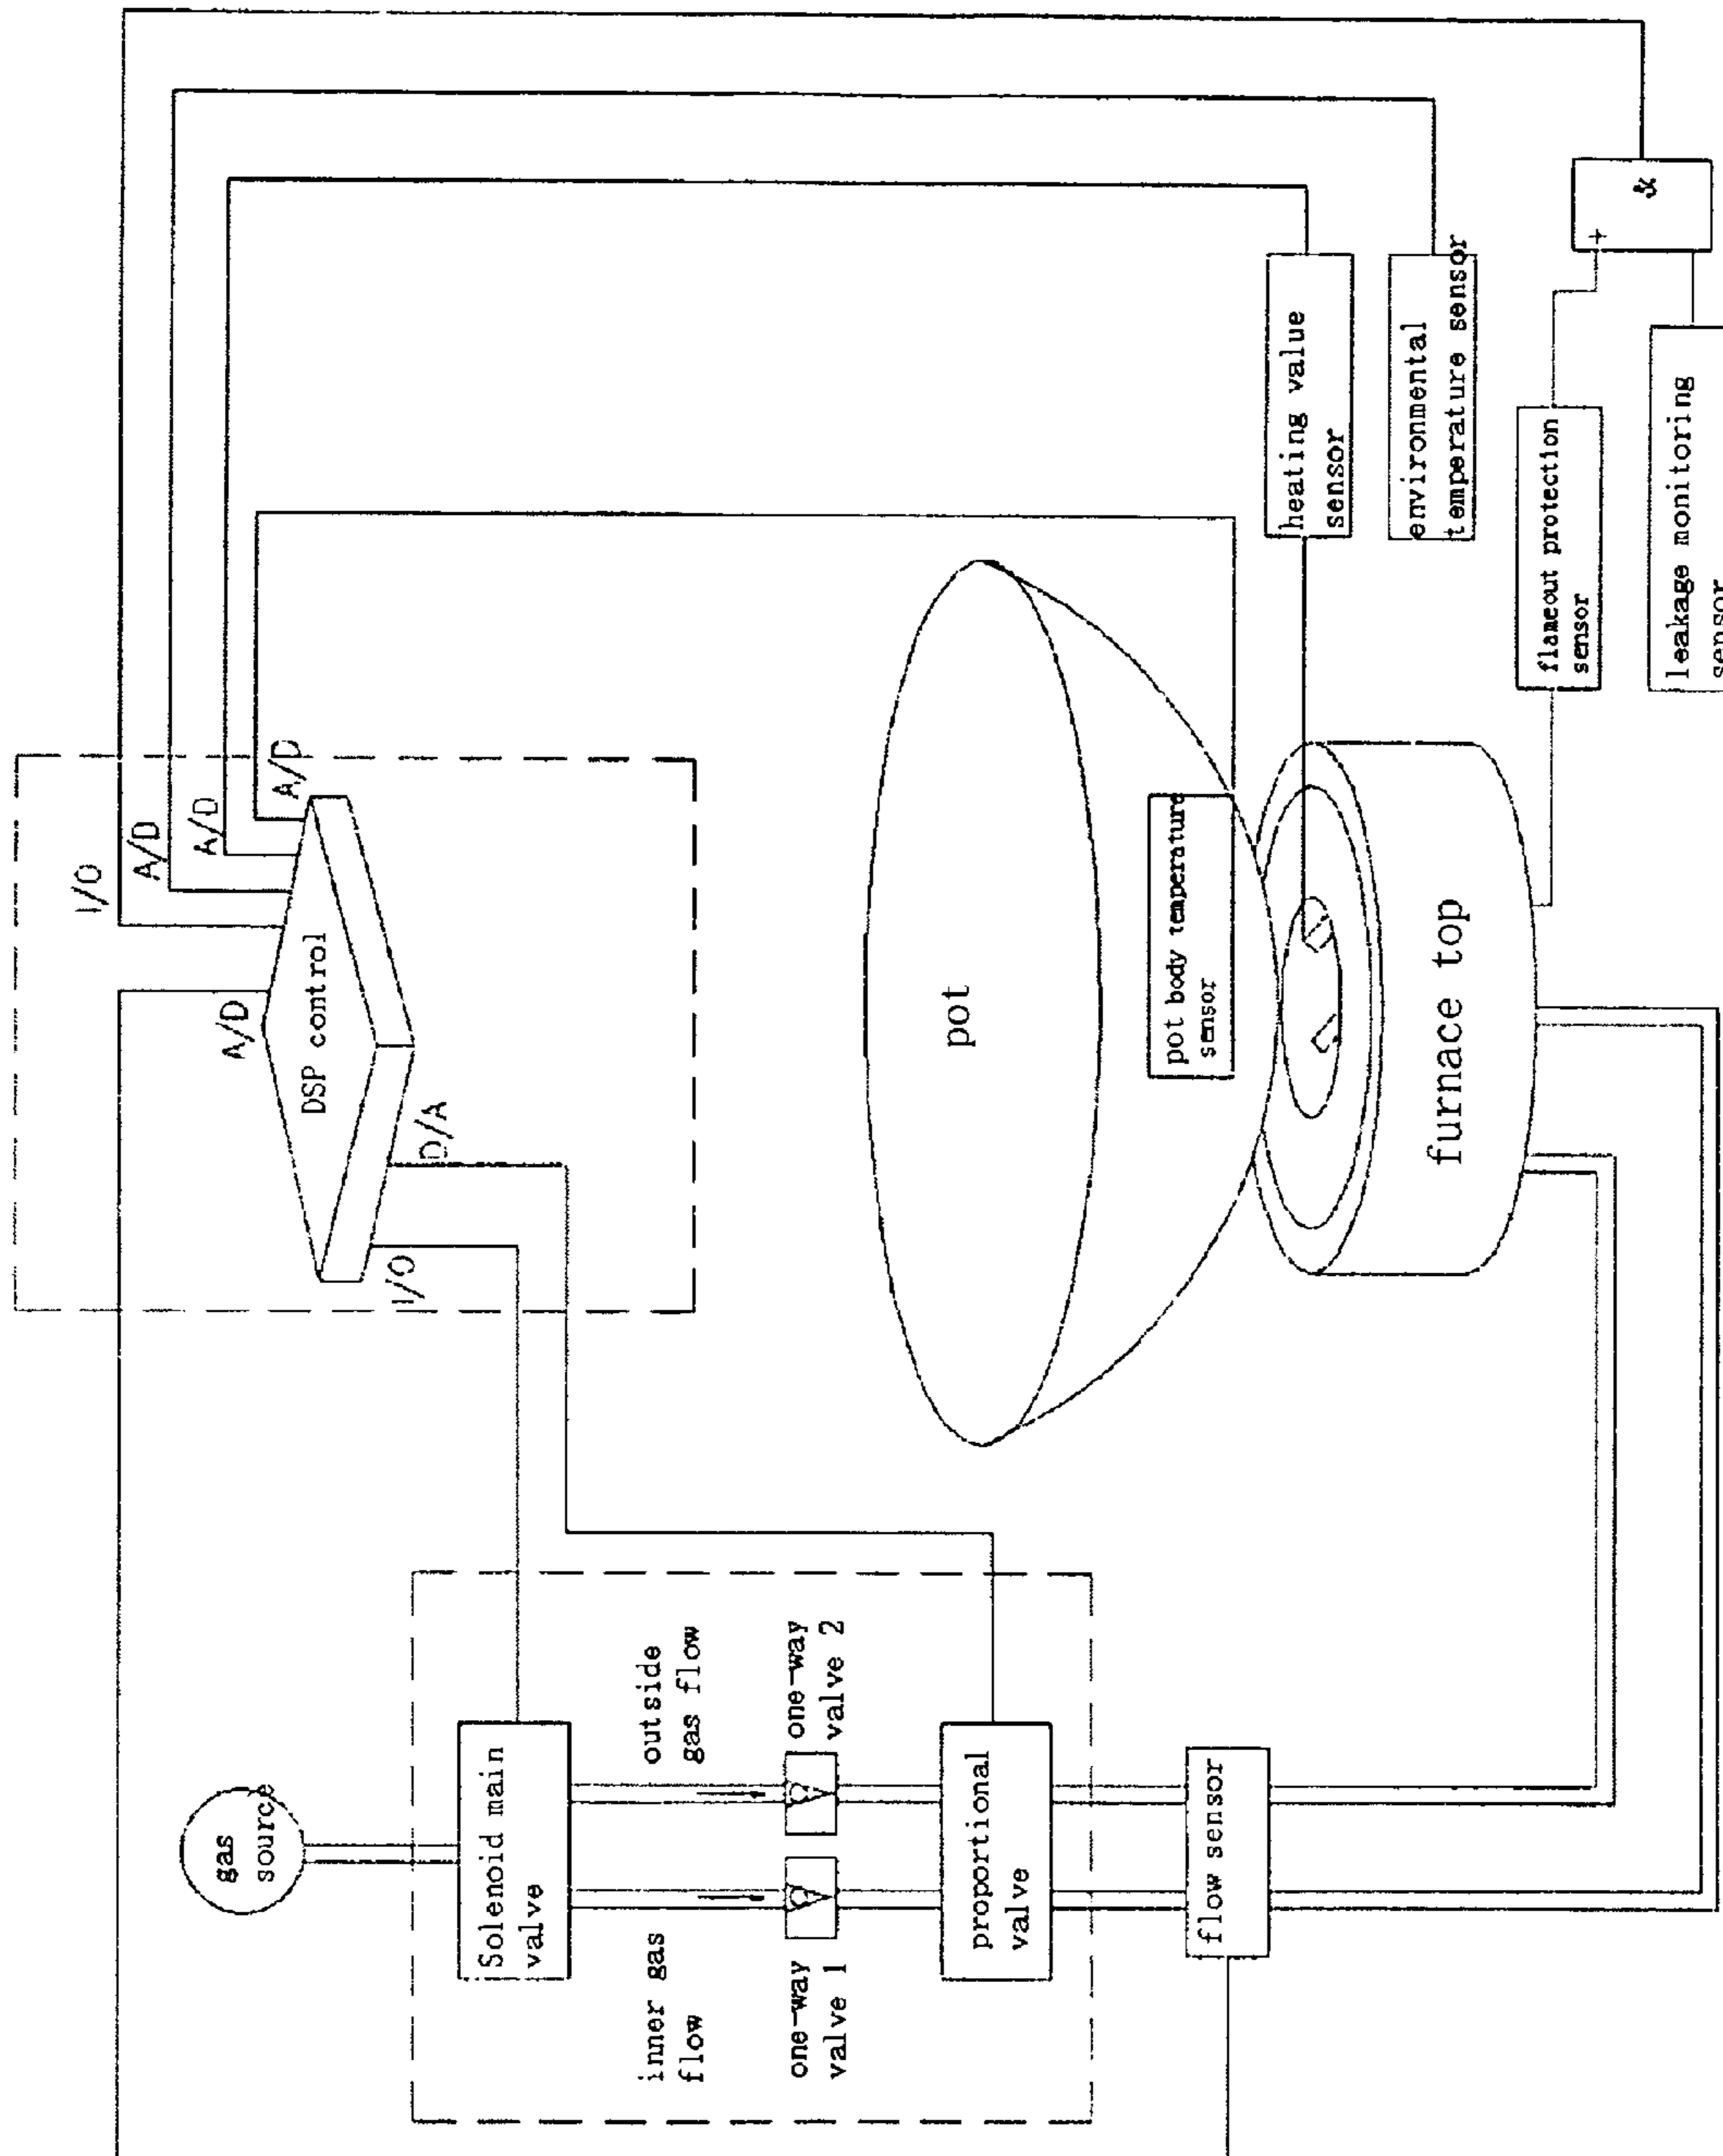 gas
source
Solenoid main
valve
inner gas
flow
outside
gas flow
one-way
valve 1
one-way
valve 2
proportional
valve
flow sensor
I/O
D/A
A/D
I/O
A/D
A/D
A/D
DSP control
pot
pot body temperature
sensor
furnace top
heating value
sensor
environmental
temperature sensor
flameout protection
sensor
leakage monitoring
sensor
+
&